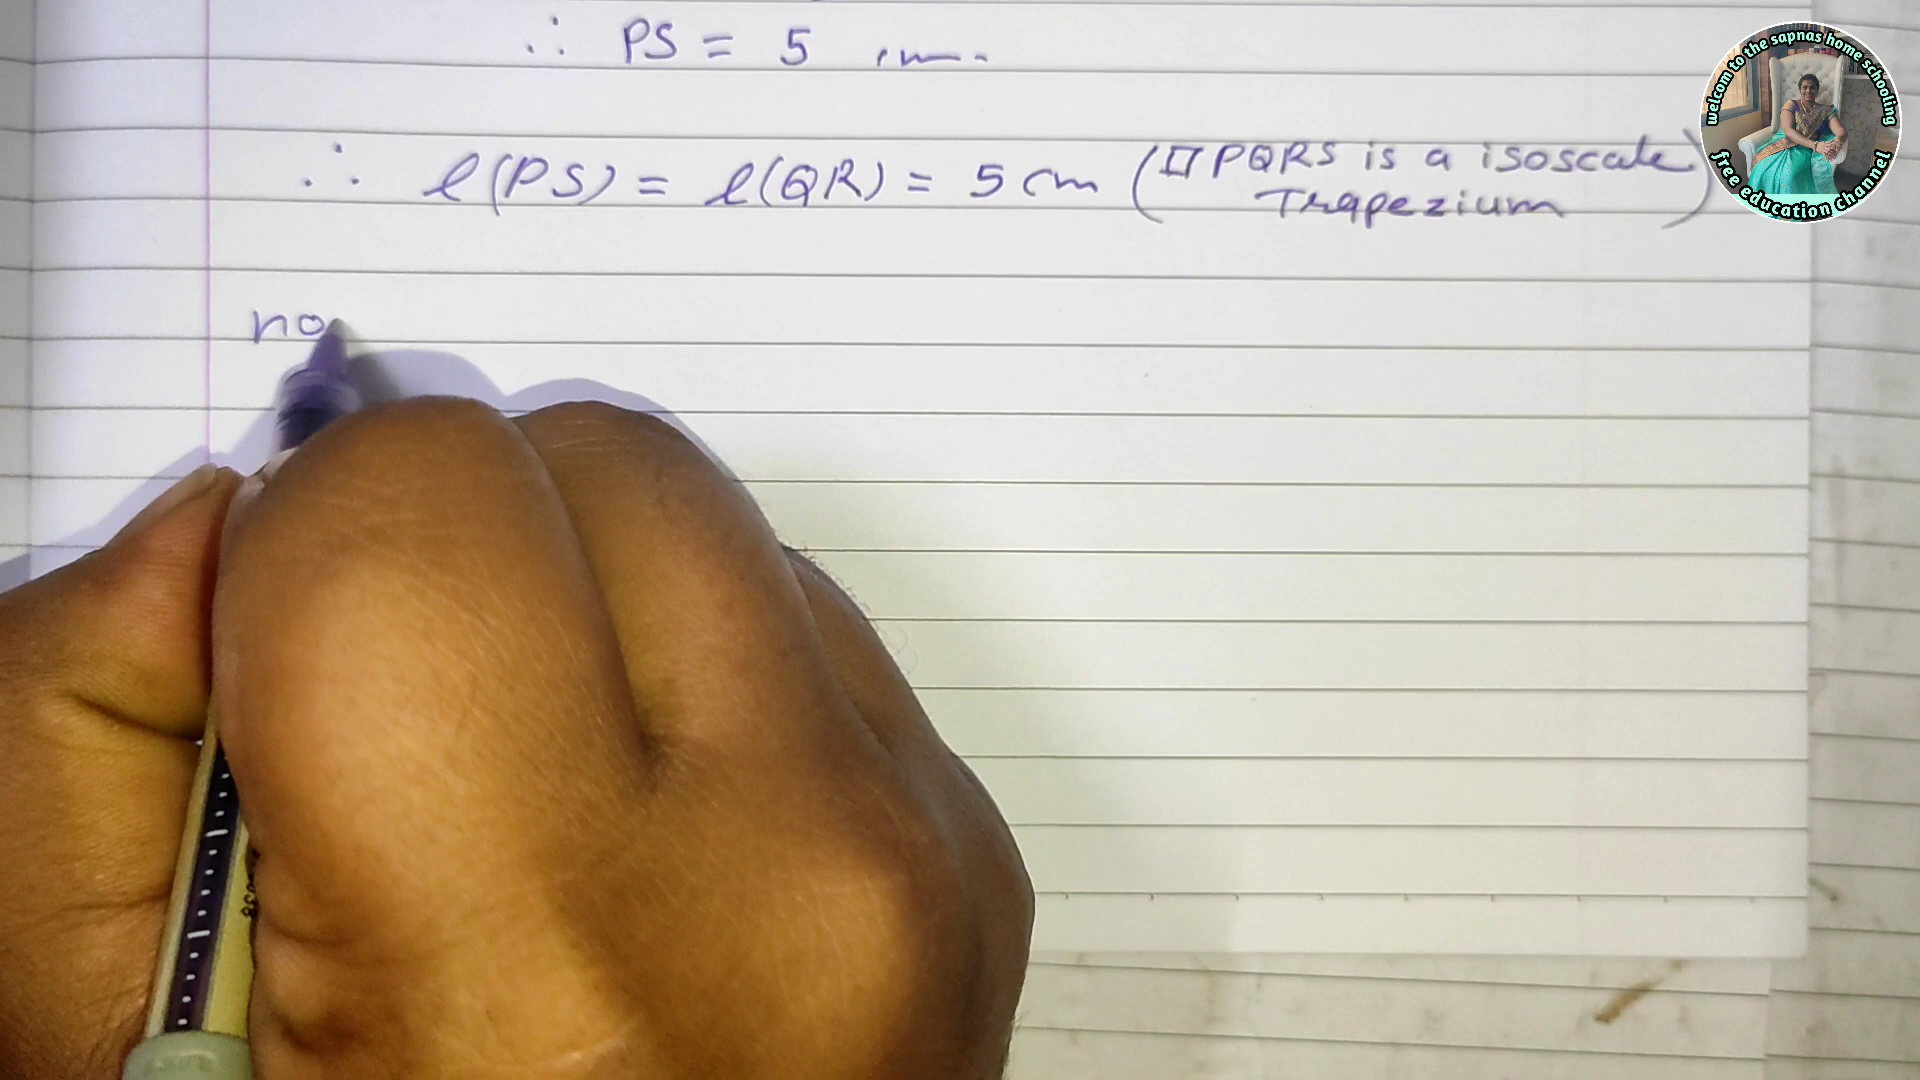 ∴ PS = 5 cm.
∴ l(PS) = l(QR) = 5 cm (▱ PQRS is a isoscale
Trapezium)
no
welcom to the sapnas home schooling
free education channel